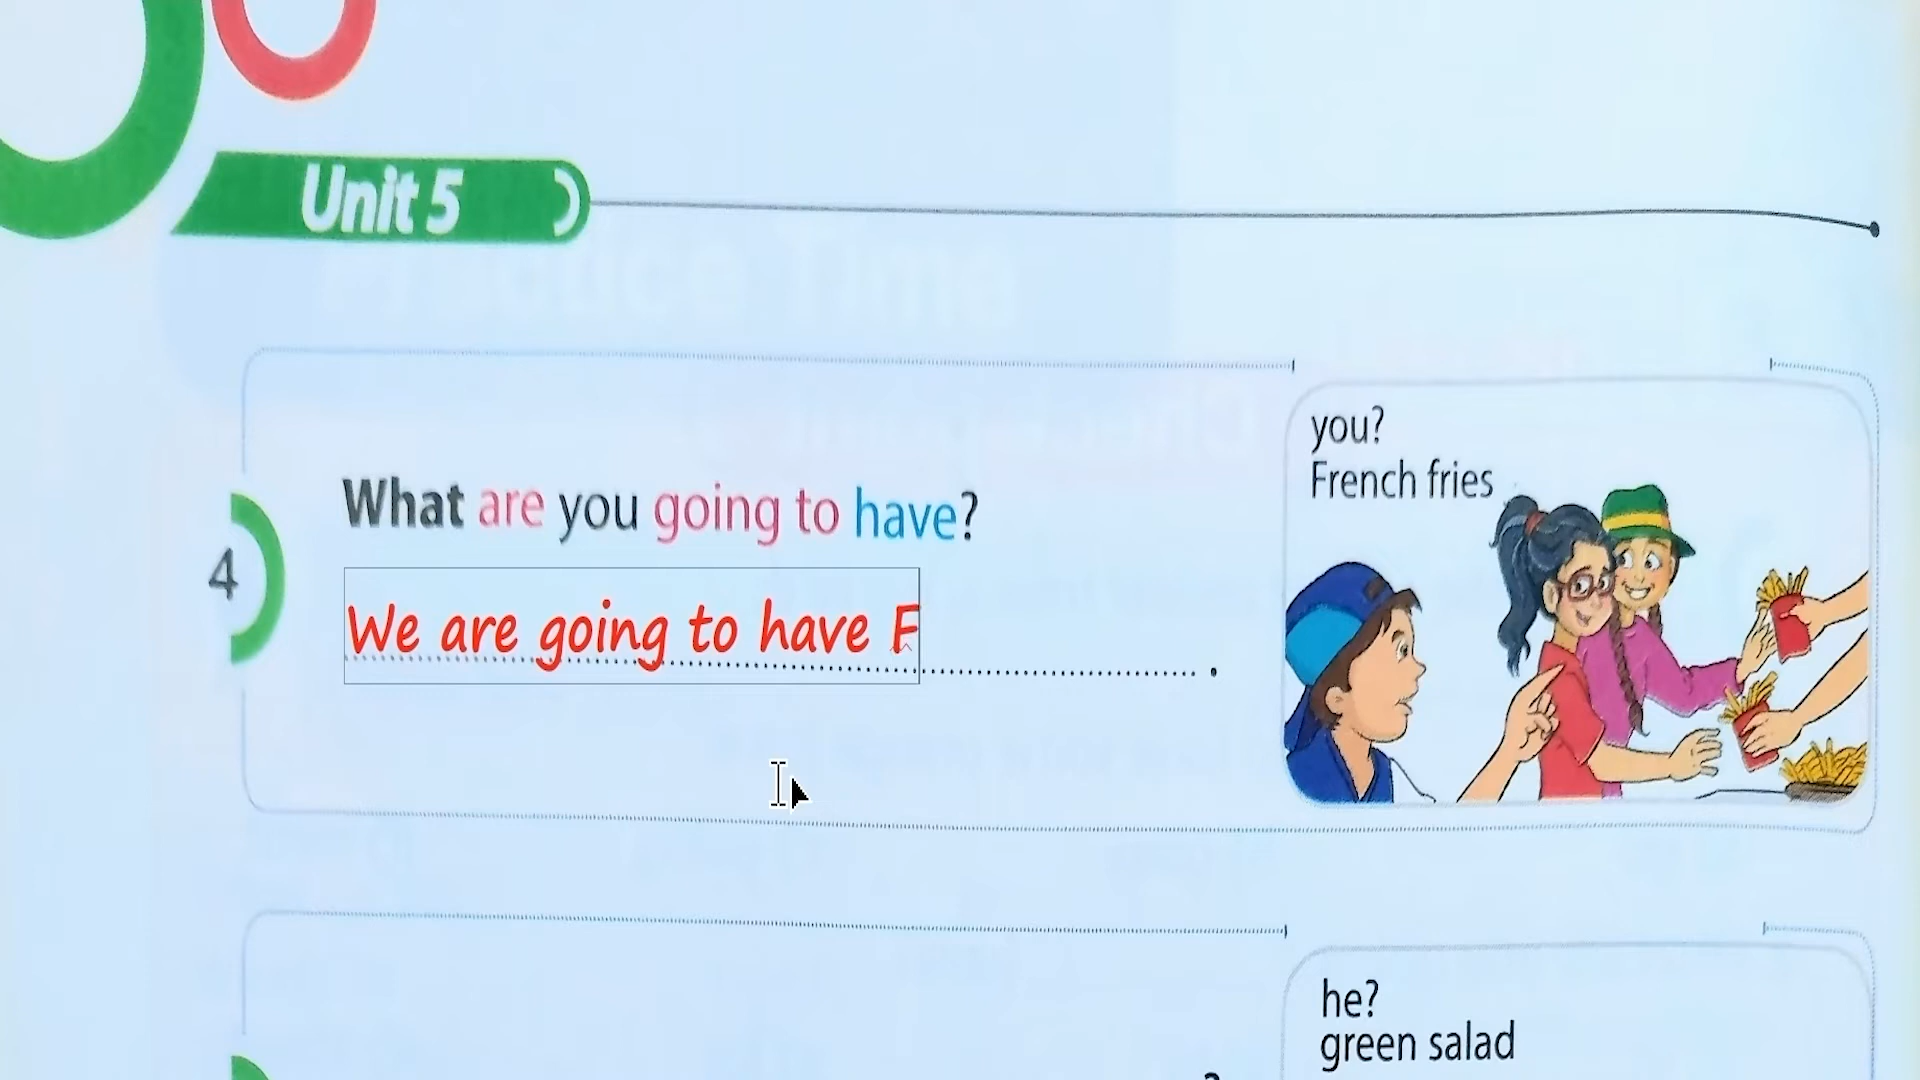 Unit 5
you?
French fries
What are you going to have?
4
We are going to have F
he?
green salad